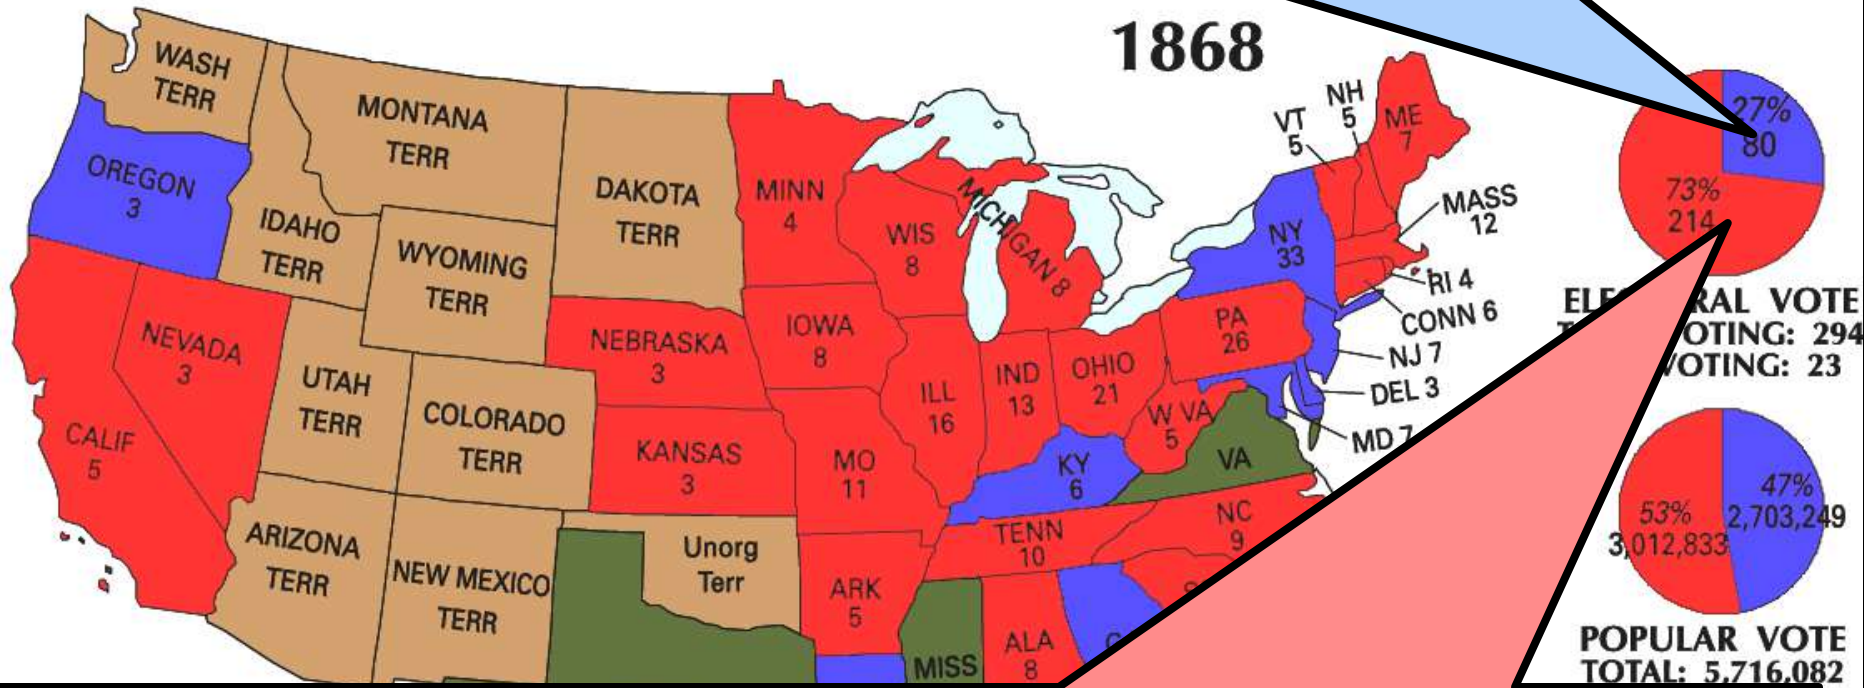 1868
WASH
TERR
MONTANA
TERR
OREGON
3
IDAHO
TERR
WYOMING
TERR
DAKOTA
TERR
MINN
4
WIS
8
MICHIGAN 8
VT
5
NH
5
ME
7
MASS
12
NY
33
RI 4
CONN 6
NJ 7
DEL 3
MD 7
PA
26
NEVADA
3
CALIF
5
UTAH
TERR
COLORADO
TERR
NEBRASKA
3
IOWA
8
ILL
16
IND
13
OHIO
21
W VA
5
VA
KANSAS
3
MO
11
KY
6
ARIZONA
TERR
NEW MEXICO
TERR
Unorg
Terr
TENN
10
NC
9
ARK
5
MISS
ALA
8
27%
80
73%
214
VOTE
VOTING: 23
294
47%
2,703,249
53%
3,012,833
POPULAR VOTE
TOTAL: 5,716,082